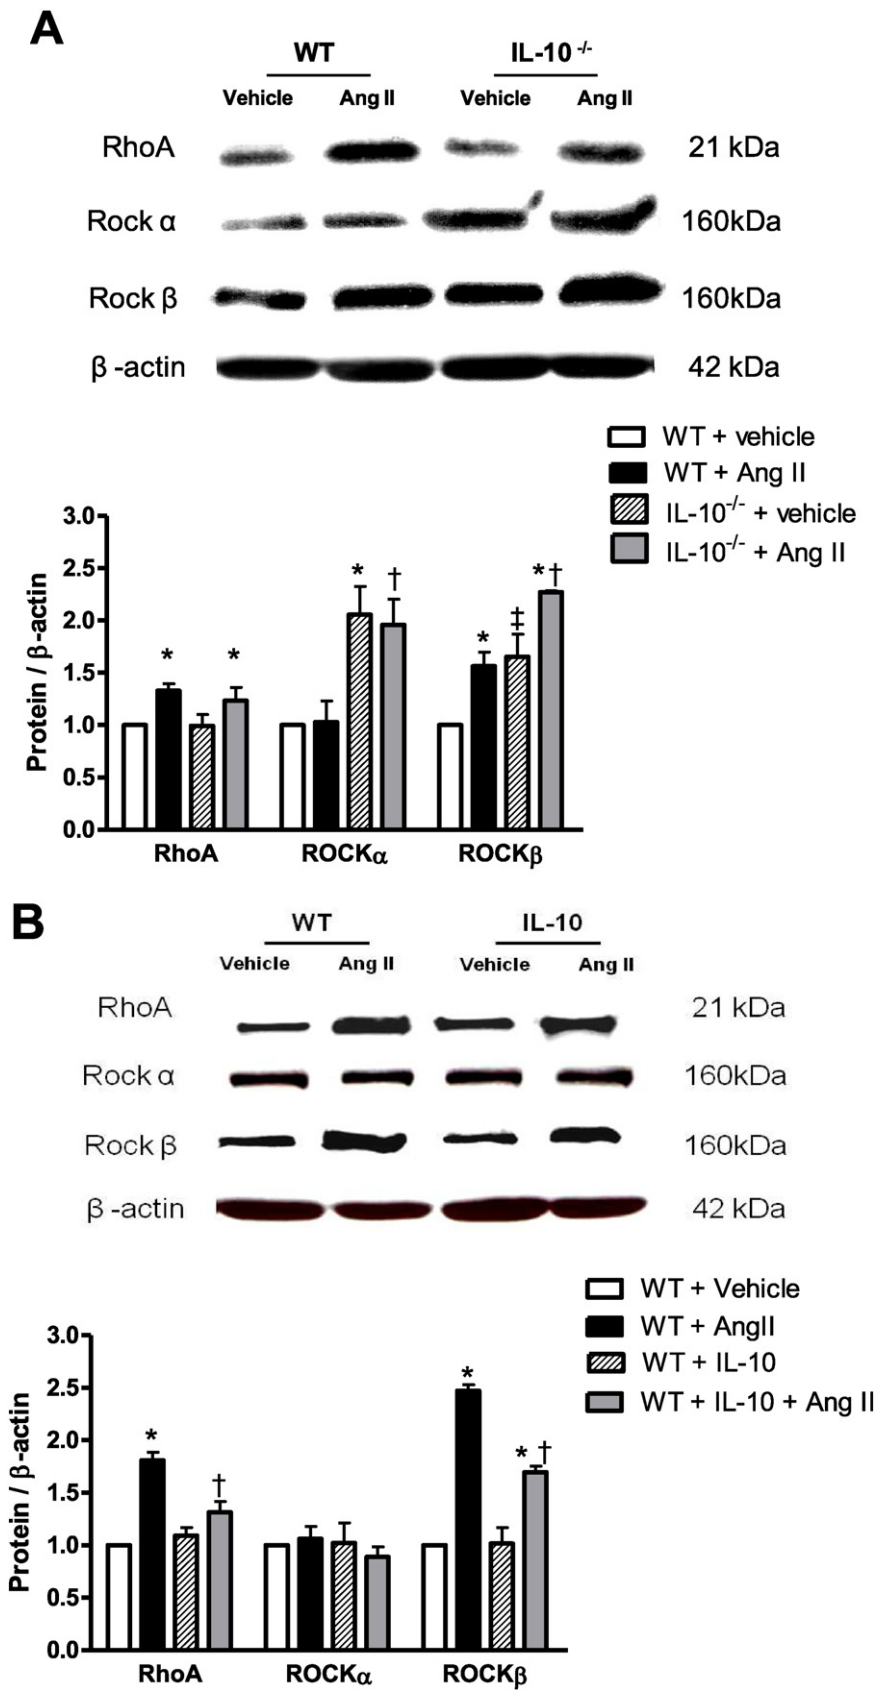 A
WT IL-10 -/-
Vehicle Ang II Vehicle Ang II
RhoA 21 kDa
Rock α 160kDa
Rock β 160kDa
β -actin 42 kDa
WT + vehicle
WT + Ang II
IL-10-/- + vehicle
IL-10-/- + Ang II
Protein / β-actin
3.0
2.5
2.0
1.5
1.0
0.5
0.0
* * * † * ‡ *†
RhoA ROCKα ROCKβ
B
WT IL-10
Vehicle Ang II Vehicle Ang II
RhoA 21 kDa
Rock α 160kDa
Rock β 160kDa
β -actin 42 kDa
WT + Vehicle
WT + AngII
WT + IL-10
WT + IL-10 + Ang II
Protein / β-actin
3.0
2.5
2.0
1.5
1.0
0.5
0.0
* † * * †
RhoA ROCKα ROCKβ